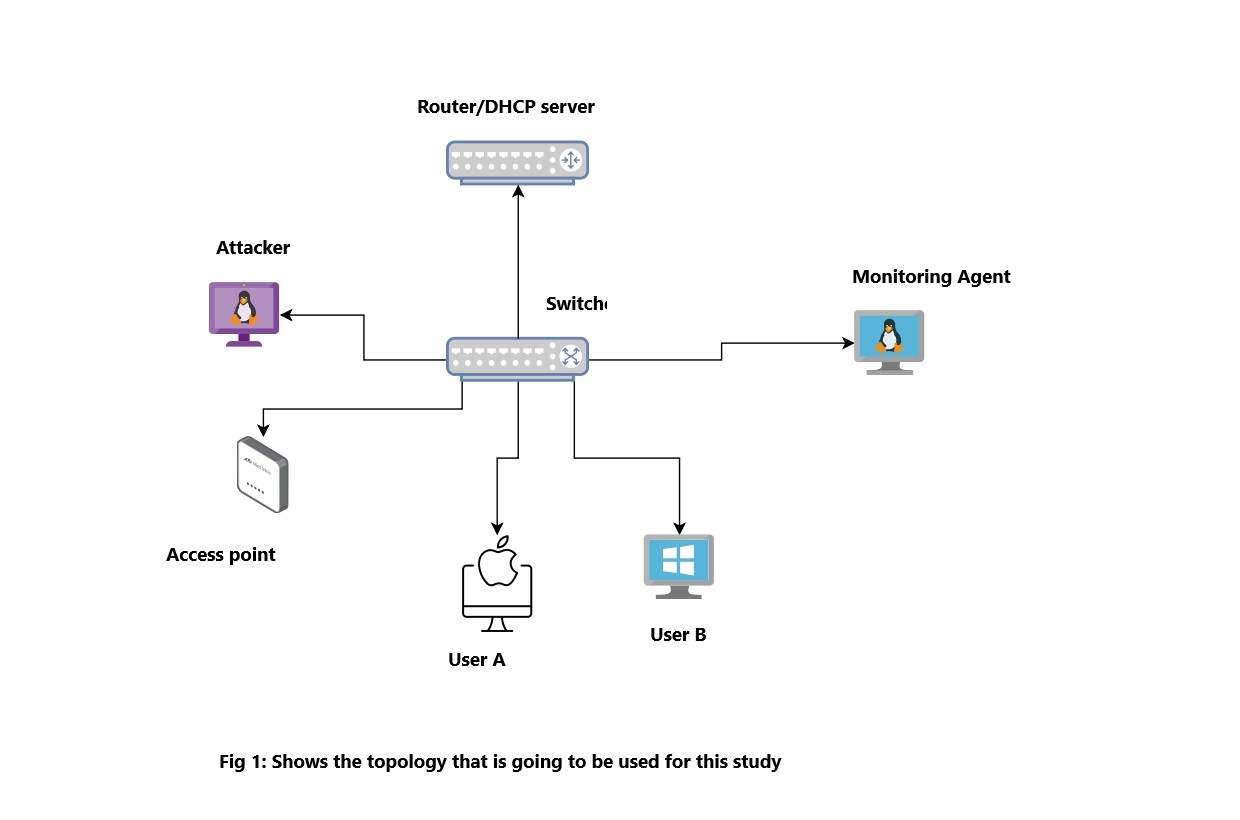 Router/DHCP server
Attacker
Monitoring Agent
Switch
Access point
User B
User A
Fig 1: Shows the topology that is going to be used for this study